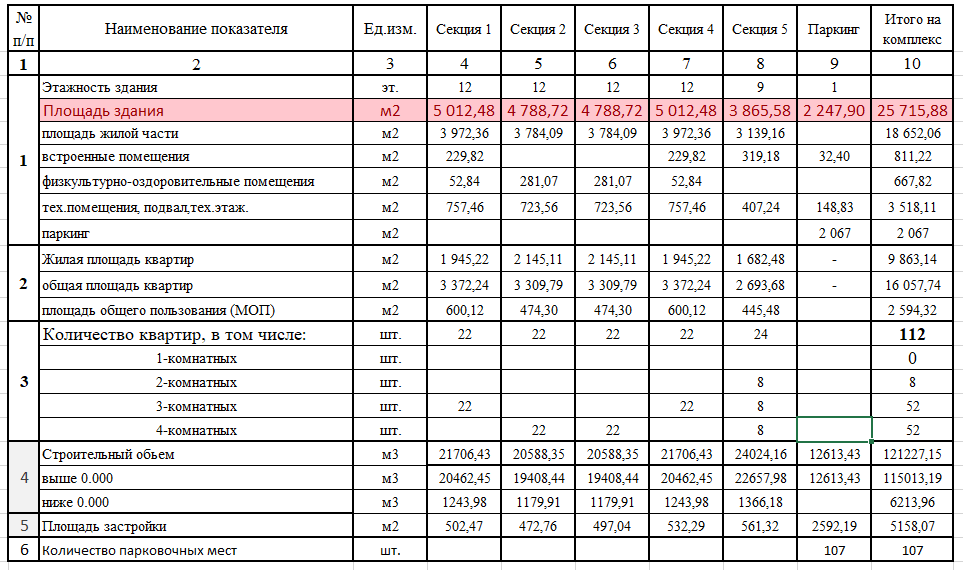 № п/п Наименование показателя Ед.изм. Секция 1 Секция 2 Секция 3 Секция 4 Секция 5 Паркинг Итого на комплекс
1 2 3 4 5 6 7 8 9 10
1
Этажность здания эт. 12 12 12 12 9 1
Площадь здания м2 5 012,48 4 788,72 4 788,72 5 012,48 3 865,58 2 247,90 25 715,88
площадь жилой части м2 3 972,36 3 784,09 3 784,09 3 972,36 3 139,16 18 652,06
встроенные помещения м2 229,82 229,82 319,18 32,40 811,22
физкультурно-оздоровительные помещения м2 52,84 281,07 281,07 52,84 667,82
тех.помещения, подвал,тех.этаж. м2 757,46 723,56 723,56 757,46 407,24 148,83 3 518,11
паркинг м2 2 067 2 067
2
Жилая площадь квартир м2 1 945,22 2 145,11 2 145,11 1 945,22 1 682,48 - 9 863,14
общая площадь квартир м2 3 372,24 3 309,79 3 309,79 3 372,24 2 693,68 - 16 057,74
площадь общего пользования (МОП) м2 600,12 474,30 474,30 600,12 445,48 2 594,32
3
Количество квартир, в том числе: шт. 22 22 22 22 24 112
1-комнатных шт. 0
2-комнатных шт. 8 8
3-комнатных шт. 22 22 8 52
4-комнатных шт. 22 22 8 52
4
Строительный обьем м3 21706,43 20588,35 20588,35 21706,43 24024,16 12613,43 121227,15
выше 0.000 м3 20462,45 19408,44 19408,44 20462,45 22657,98 12613,43 115013,19
ниже 0.000 м3 1243,98 1179,91 1179,91 1243,98 1366,18 6213,96
5 Площадь застройки м2 502,47 472,76 497,04 532,29 561,32 2592,19 5158,07
6 Количество парковочных мест шт. 107 107